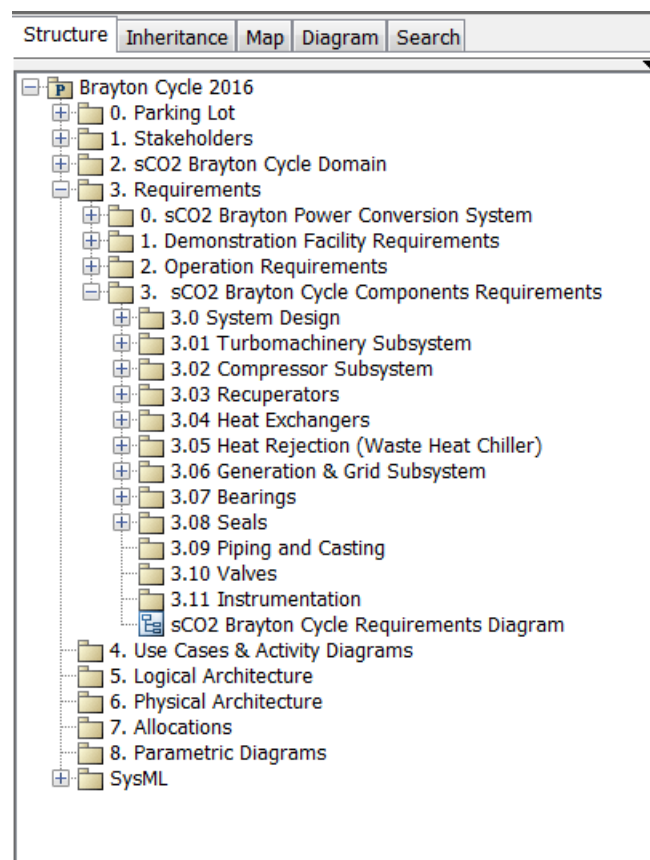 Structure Inheritance Map Diagram Search
P Brayton Cycle 2016
0. Parking Lot
1. Stakeholders
2. sCO2 Brayton Cycle Domain
3. Requirements
0. sCO2 Brayton Power Conversion System
1. Demonstration Facility Requirements
2. Operation Requirements
3. sCO2 Brayton Cycle Components Requirements
3.0 System Design
3.01 Turbomachinery Subsystem
3.02 Compressor Subsystem
3.03 Recuperators
3.04 Heat Exchangers
3.05 Heat Rejection (Waste Heat Chiller)
3.06 Generation & Grid Subsystem
3.07 Bearings
3.08 Seals
3.09 Piping and Casting
3.10 Valves
3.11 Instrumentation
sCO2 Brayton Cycle Requirements Diagram
4. Use Cases & Activity Diagrams
5. Logical Architecture
6. Physical Architecture
7. Allocations
8. Parametric Diagrams
SysML